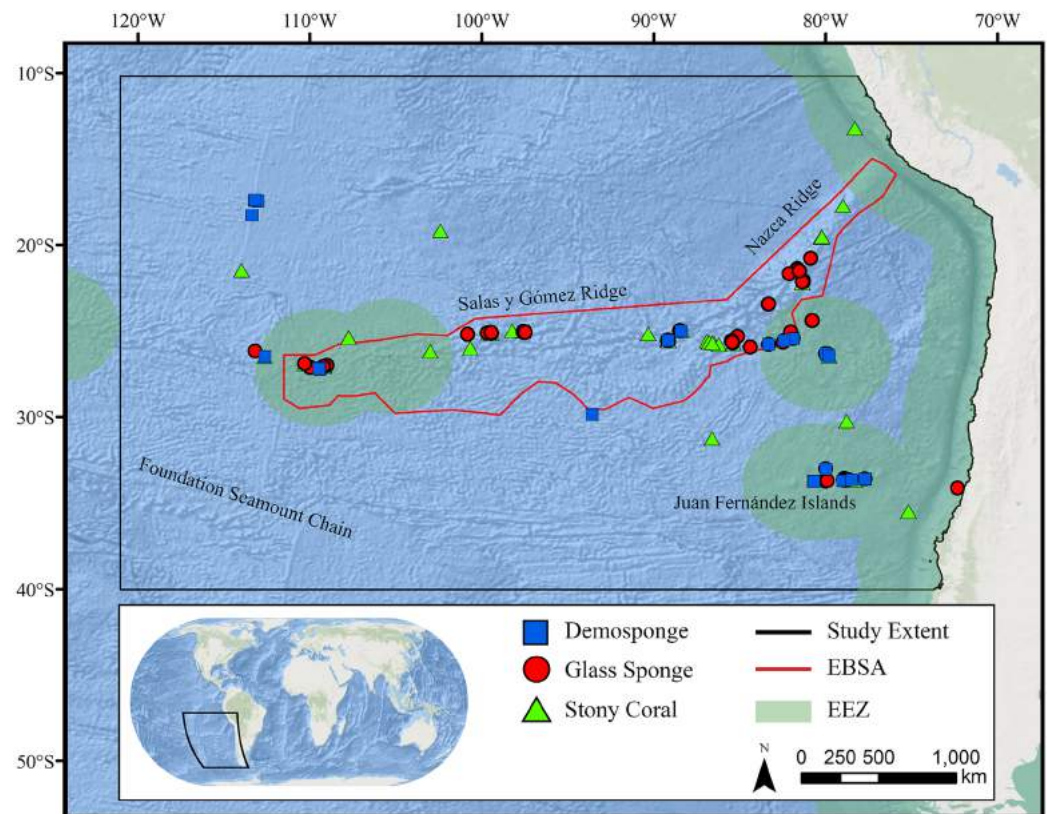 120°W 110°W 100°W 90°W 80°W 70°W
10°S
20°S
30°S
40°S
50°S
Nazca Ridge
Salas y Gómez Ridge
Foundation Seamount Chain
Juan Fernández Islands
Demosponge
Glass Sponge
Stony Coral
Study Extent
EBSA
EEZ
N
0 250 500 1,000
km